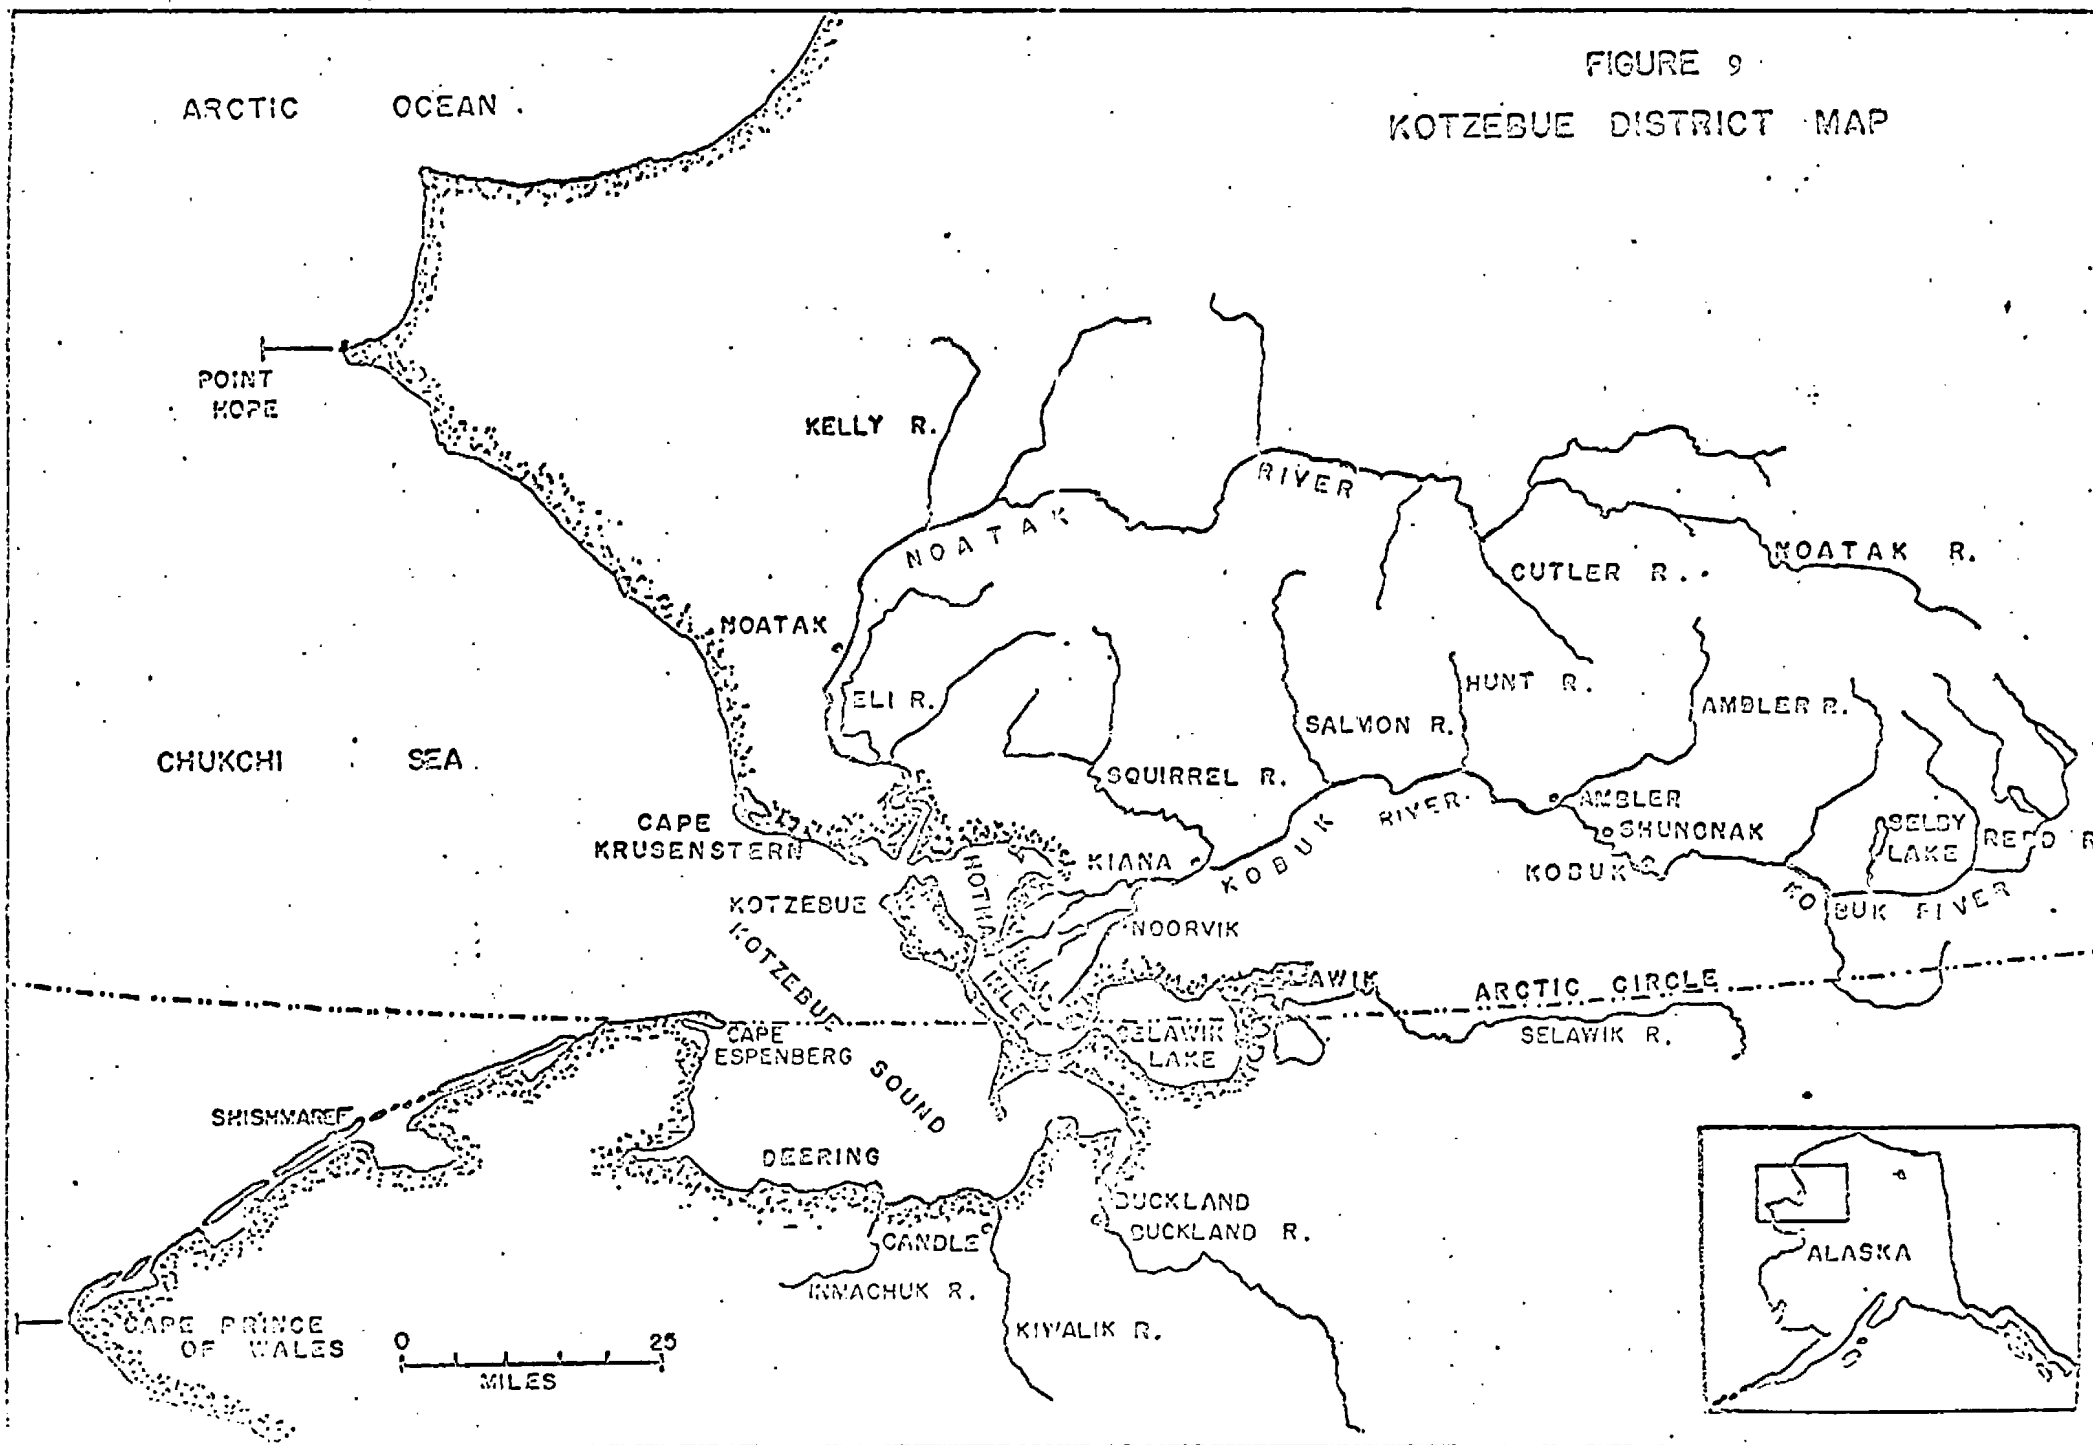 FIGURE 9
KOTZEBUE DISTRICT MAP
ARCTIC OCEAN
POINT
HOPE
KELLY R.
NOATAK RIVER
NOATAK R.
CUTLER R.
NOATAK
ELI R.
HUNT R.
SALMON R.
AMBLER R.
CHUKCHI SEA
SQUIRREL R.
CAPE
KRUSENSTERN
KOBUK RIVER
AMBLER
SHUNGNAK
SELBY
LAKE
REED R
KIANA
KOBUK
KOTZEBUE
KOBUK RIVER
NOORVIK
INLET
KOTZEBUE SOUND
LAWIK
ARCTIC CIRCLE
CAPE
ESPENBERG
SELAWIK
LAKE
SELAWIK R.
SHISHMAREF
DEERING
BUCKLAND
BUCKLAND R.
CANDLE
INMACHUK R.
KIWALIK R.
CAPE PRINCE
OF WALES
0 25
MILES
ALASKA